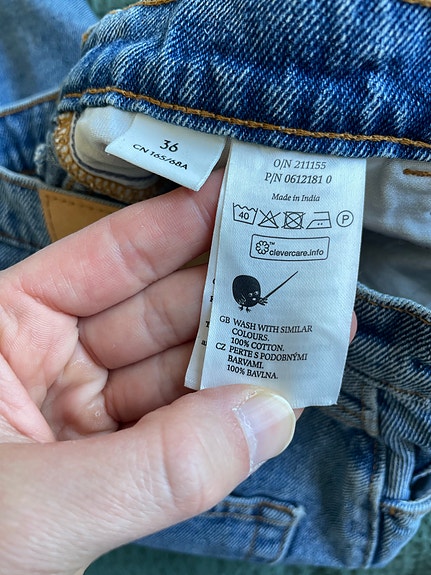 36
CN 165/68A
O/N 211155
P/N 0612181 0
Made in India
40
P
clevercare.info
GB WASH WITH SIMILAR
COLOURS.
100% COTTON.
CZ PERTE S PODOBNÝMI
BARVAMI.
100% BAVLNA.